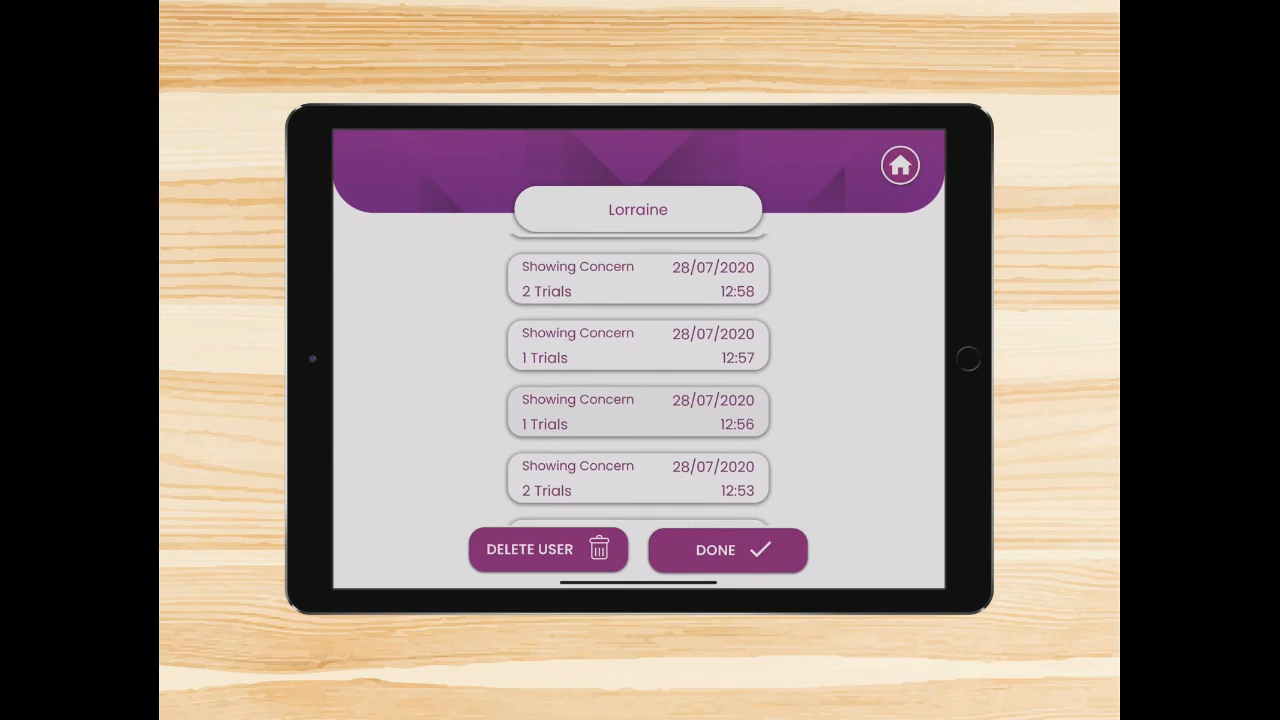 Lorraine
Showing Concern 28/07/2020
2 Trials 12:58
Showing Concern 28/07/2020
1 Trials 12:57
Showing Concern 28/07/2020
1 Trials 12:56
Showing Concern 28/07/2020
2 Trials 12:53
DELETE USER DONE